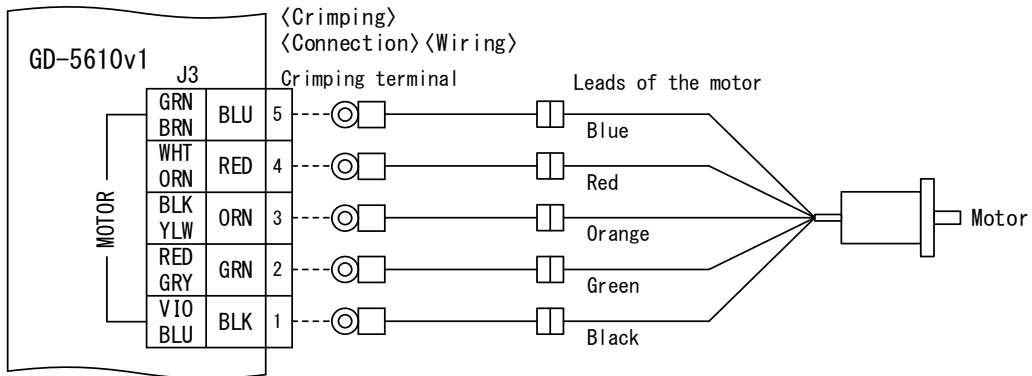 〈Crimping〉
〈Connection〉〈Wiring〉
GD-5610v1
J3
Crimping terminal
Leads of the motor
MOTOR
GRN
BRN
BLU
5
Blue
WHT
ORN
RED
4
Red
BLK
YLW
ORN
3
Orange
Motor
RED
GRY
GRN
2
Green
VIO
BLU
BLK
1
Black